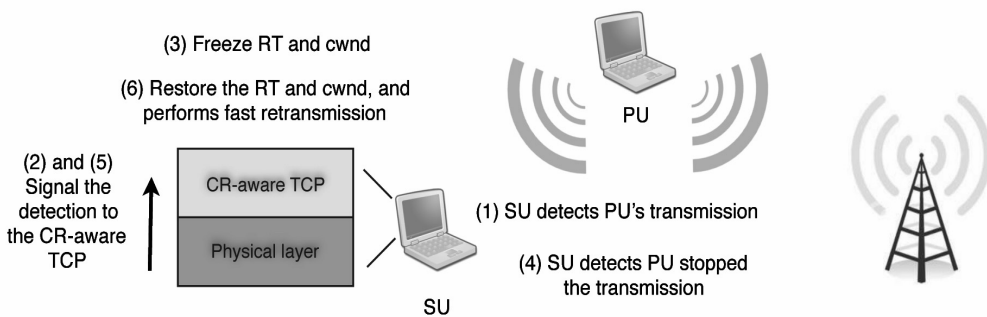 (3) Freeze RT and cwnd
(6) Restore the RT and cwnd, and
performs fast retransmission
PU
(2) and (5)
Signal the
detection to
the CR-aware
TCP
CR-aware TCP
Physical layer
SU
(1) SU detects PU's transmission
(4) SU detects PU stopped
the transmission